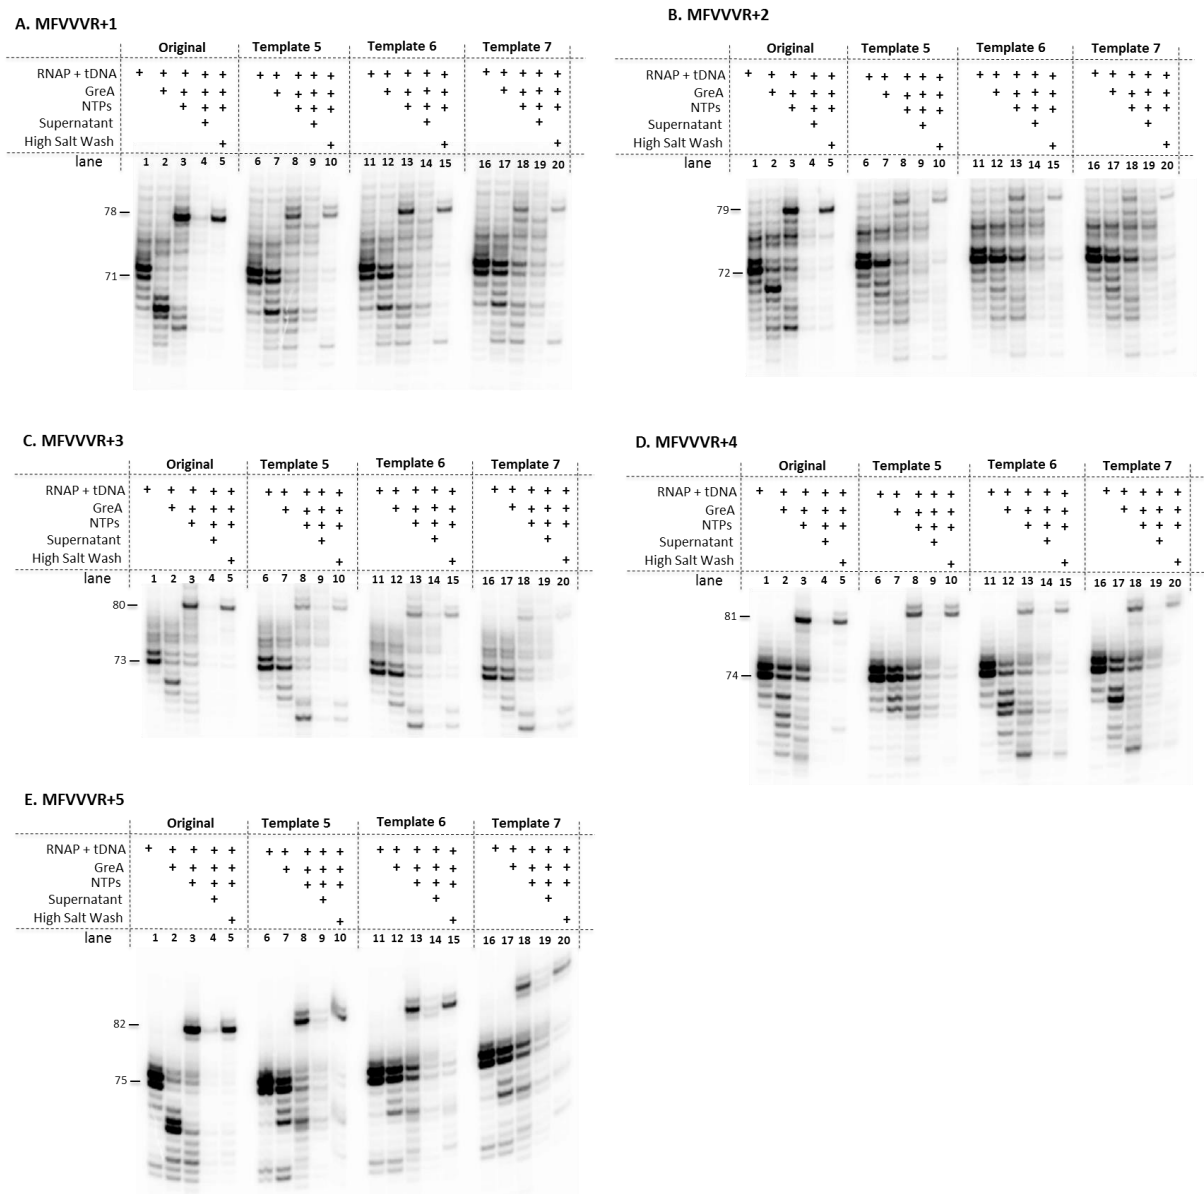 A. MFVVVR+1
Original Template 5 Template 6 Template 7
RNAP + tDNA + + + + + + + + + + + + + + + + + + + +
GreA + + + + + + + + + + + + + + + +
NTPs + + + + + + + + + + + +
Supernatant + + + +
High Salt Wash + + + +
lane 1 2 3 4 5 6 7 8 9 10 11 12 13 14 15 16 17 18 19 20
78
71
B. MFVVVR+2
Original Template 5 Template 6 Template 7
RNAP + tDNA + + + + + + + + + + + + + + + + + + + +
GreA + + + + + + + + + + + + + + + +
NTPs + + + + + + + + + + + +
Supernatant + + + +
High Salt Wash + + + +
lane 1 2 3 4 5 6 7 8 9 10 11 12 13 14 15 16 17 18 19 20
79
72
C. MFVVVR+3
Original Template 5 Template 6 Template 7
RNAP + tDNA + + + + + + + + + + + + + + + + + + + +
GreA + + + + + + + + + + + + + + + +
NTPs + + + + + + + + + + + +
Supernatant + + + +
High Salt Wash + + + +
lane 1 2 3 4 5 6 7 8 9 10 11 12 13 14 15 16 17 18 19 20
80
73
D. MFVVVR+4
Original Template 5 Template 6 Template 7
RNAP + tDNA + + + + + + + + + + + + + + + + + + + +
GreA + + + + + + + + + + + + + + + +
NTPs + + + + + + + + + + + +
Supernatant + + + +
High Salt Wash + + + +
lane 1 2 3 4 5 6 7 8 9 10 11 12 13 14 15 16 17 18 19 20
81
74
E. MFVVVR+5
Original Template 5 Template 6 Template 7
RNAP + tDNA + + + + + + + + + + + + + + + + + + + +
GreA + + + + + + + + + + + + + + + +
NTPs + + + + + + + + + + + +
Supernatant + + + +
High Salt Wash + + + +
lane 1 2 3 4 5 6 7 8 9 10 11 12 13 14 15 16 17 18 19 20
82
75